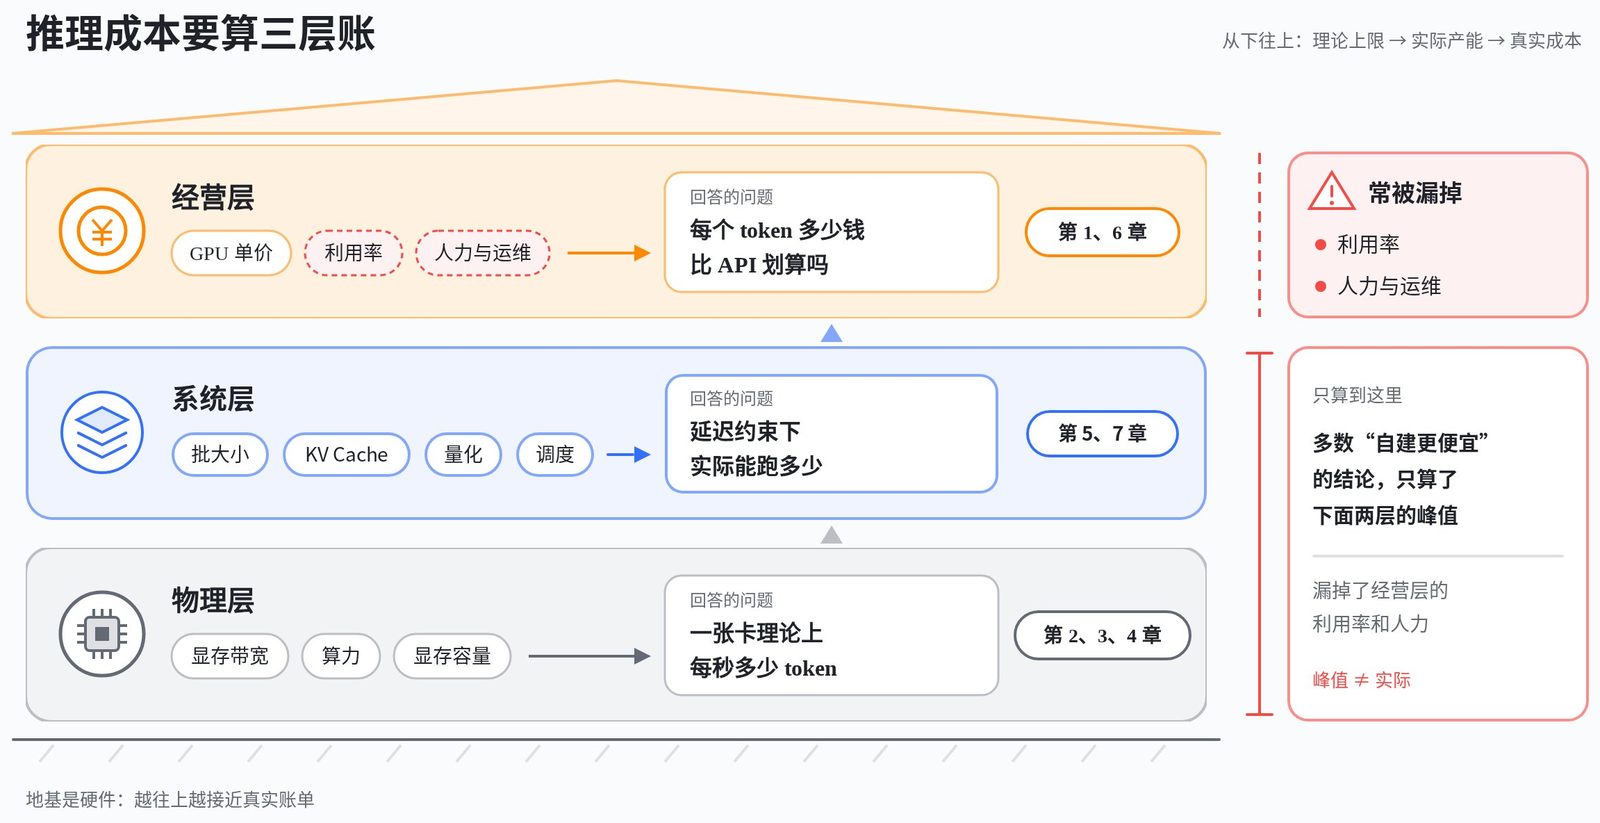 推理成本要算三层账
从下往上：理论上限 → 实际产能 → 真实成本
经营层
GPU 单价
利用率
人力与运维
回答的问题
每个 token 多少钱
比 API 划算吗
第 1、6 章
常被漏掉
利用率
人力与运维
系统层
批大小
KV Cache
量化
调度
回答的问题
延迟约束下
实际能跑多少
第 5、7 章
只算到这里
多数“自建更便宜”
的结论，只算了
下面两层的峰值
漏掉了经营层的
利用率和人力
峰值 ≠ 实际
物理层
显存带宽
算力
显存容量
回答的问题
一张卡理论上
每秒多少 token
第 2、3、4 章
地基是硬件：越往上越接近真实账单